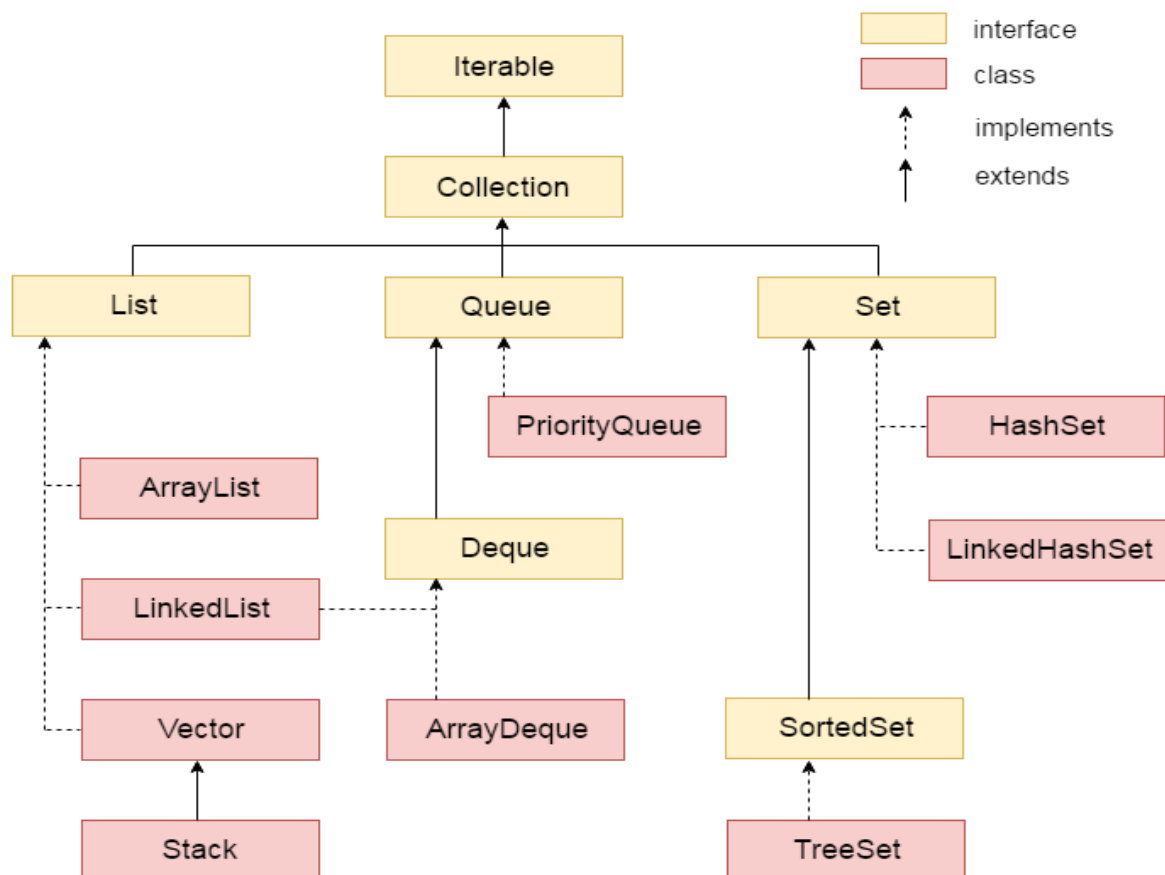 interface
Iterable
class
implements
Collection
extends
List
Queue
Set
PriorityQueue
HashSet
ArrayList
Deque
LinkedHashSet
LinkedList
Vector
ArrayDeque
SortedSet
Stack
TreeSet